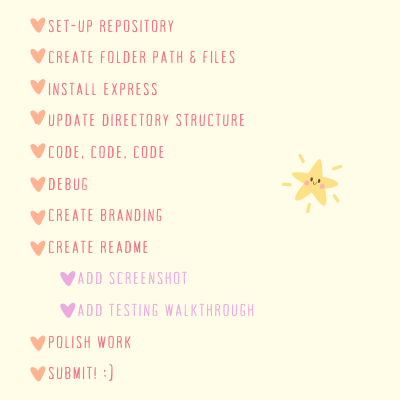 SET-UP REPOSITORY
CREATE FOLDER PATH & FILES
INSTALL EXPRESS
UPDATE DIRECTORY STRUCTURE
CODE, CODE, CODE
DEBUG
CREATE BRANDING
CREATE README
ADD SCREENSHOT
ADD TESTING WALKTHROUGH
POLISH WORK
SUBMIT! :)